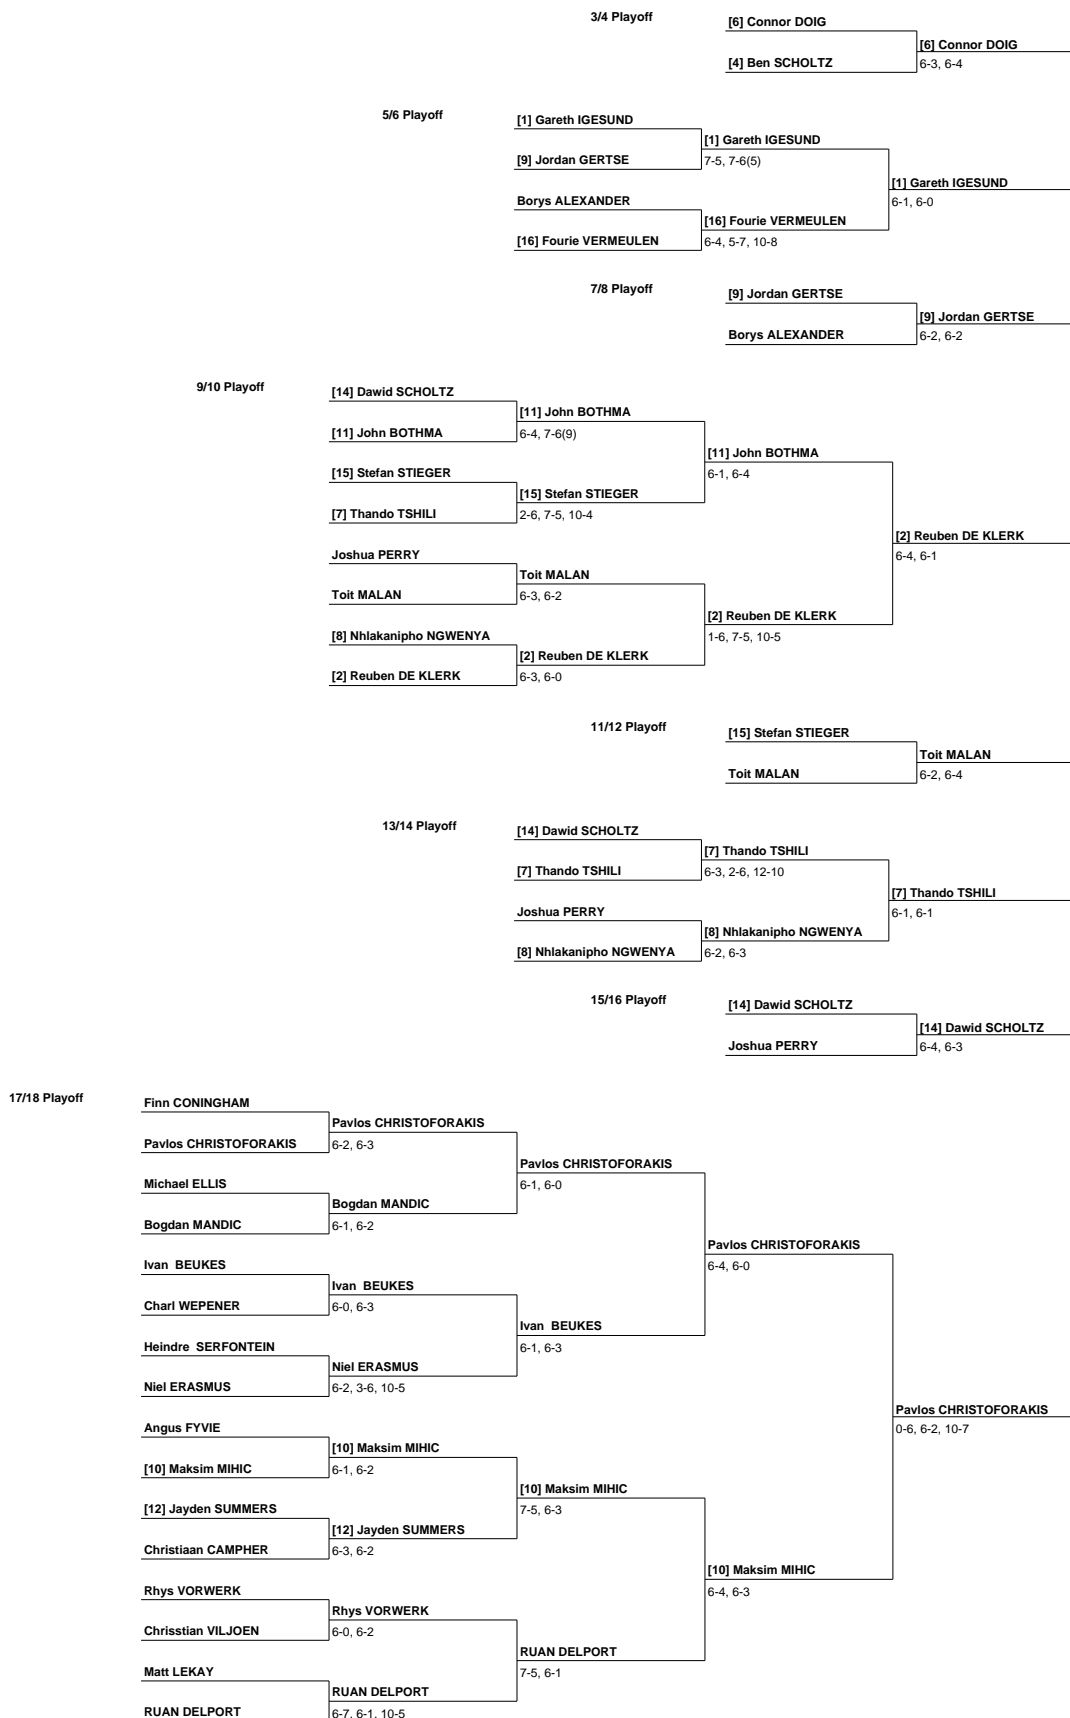 3/4 Playoff
[6] Connor DOIG
[6] Connor DOIG
[4] Ben SCHOLTZ
6-3, 6-4
5/6 Playoff
[1] Gareth IGESUND
[1] Gareth IGESUND
[9] Jordan GERTSE
7-5, 7-6(5)
[1] Gareth IGESUND
Borys ALEXANDER
6-1, 6-0
[16] Fourie VERMEULEN
[16] Fourie VERMEULEN
6-4, 5-7, 10-8
7/8 Playoff
[9] Jordan GERTSE
[9] Jordan GERTSE
Borys ALEXANDER
6-2, 6-2
9/10 Playoff
[14] Dawid SCHOLTZ
[11] John BOTHMA
[11] John BOTHMA
6-4, 7-6(9)
[11] John BOTHMA
[15] Stefan STIEGER
6-1, 6-4
[15] Stefan STIEGER
[7] Thando TSHILI
2-6, 7-5, 10-4
[2] Reuben DE KLERK
Joshua PERRY
6-4, 6-1
Toit MALAN
Toit MALAN
6-3, 6-2
[2] Reuben DE KLERK
[8] Nhlakanipho NGWENYA
1-6, 7-5, 10-5
[2] Reuben DE KLERK
[2] Reuben DE KLERK
6-3, 6-0
11/12 Playoff
[15] Stefan STIEGER
Toit MALAN
Toit MALAN
6-2, 6-4
13/14 Playoff
[14] Dawid SCHOLTZ
[7] Thando TSHILI
[7] Thando TSHILI
6-3, 2-6, 12-10
[7] Thando TSHILI
Joshua PERRY
6-1, 6-1
[8] Nhlakanipho NGWENYA
[8] Nhlakanipho NGWENYA
6-2, 6-3
15/16 Playoff
[14] Dawid SCHOLTZ
[14] Dawid SCHOLTZ
Joshua PERRY
6-4, 6-3
17/18 Playoff
Finn CONINGHAM
Pavlos CHRISTOFORAKIS
Pavlos CHRISTOFORAKIS
6-2, 6-3
Pavlos CHRISTOFORAKIS
Michael ELLIS
6-1, 6-0
Bogdan MANDIC
Bogdan MANDIC
6-1, 6-2
Pavlos CHRISTOFORAKIS
Ivan BEUKES
6-4, 6-0
Ivan BEUKES
Charl WEPENER
6-0, 6-3
Ivan BEUKES
Heindre SERFONTEIN
6-1, 6-3
Niel ERASMUS
Niel ERASMUS
6-2, 3-6, 10-5
Pavlos CHRISTOFORAKIS
Angus FYVIE
0-6, 6-2, 10-7
[10] Maksim MIHIC
[10] Maksim MIHIC
6-1, 6-2
[10] Maksim MIHIC
[12] Jayden SUMMERS
7-5, 6-3
[12] Jayden SUMMERS
Christiaan CAMPHER
6-3, 6-2
[10] Maksim MIHIC
Rhys VORWERK
6-4, 6-3
Rhys VORWERK
Chrisstian VILJOEN
6-0, 6-2
RUAN DELPORT
Matt LEKAY
7-5, 6-1
RUAN DELPORT
RUAN DELPORT
6-7, 6-1, 10-5